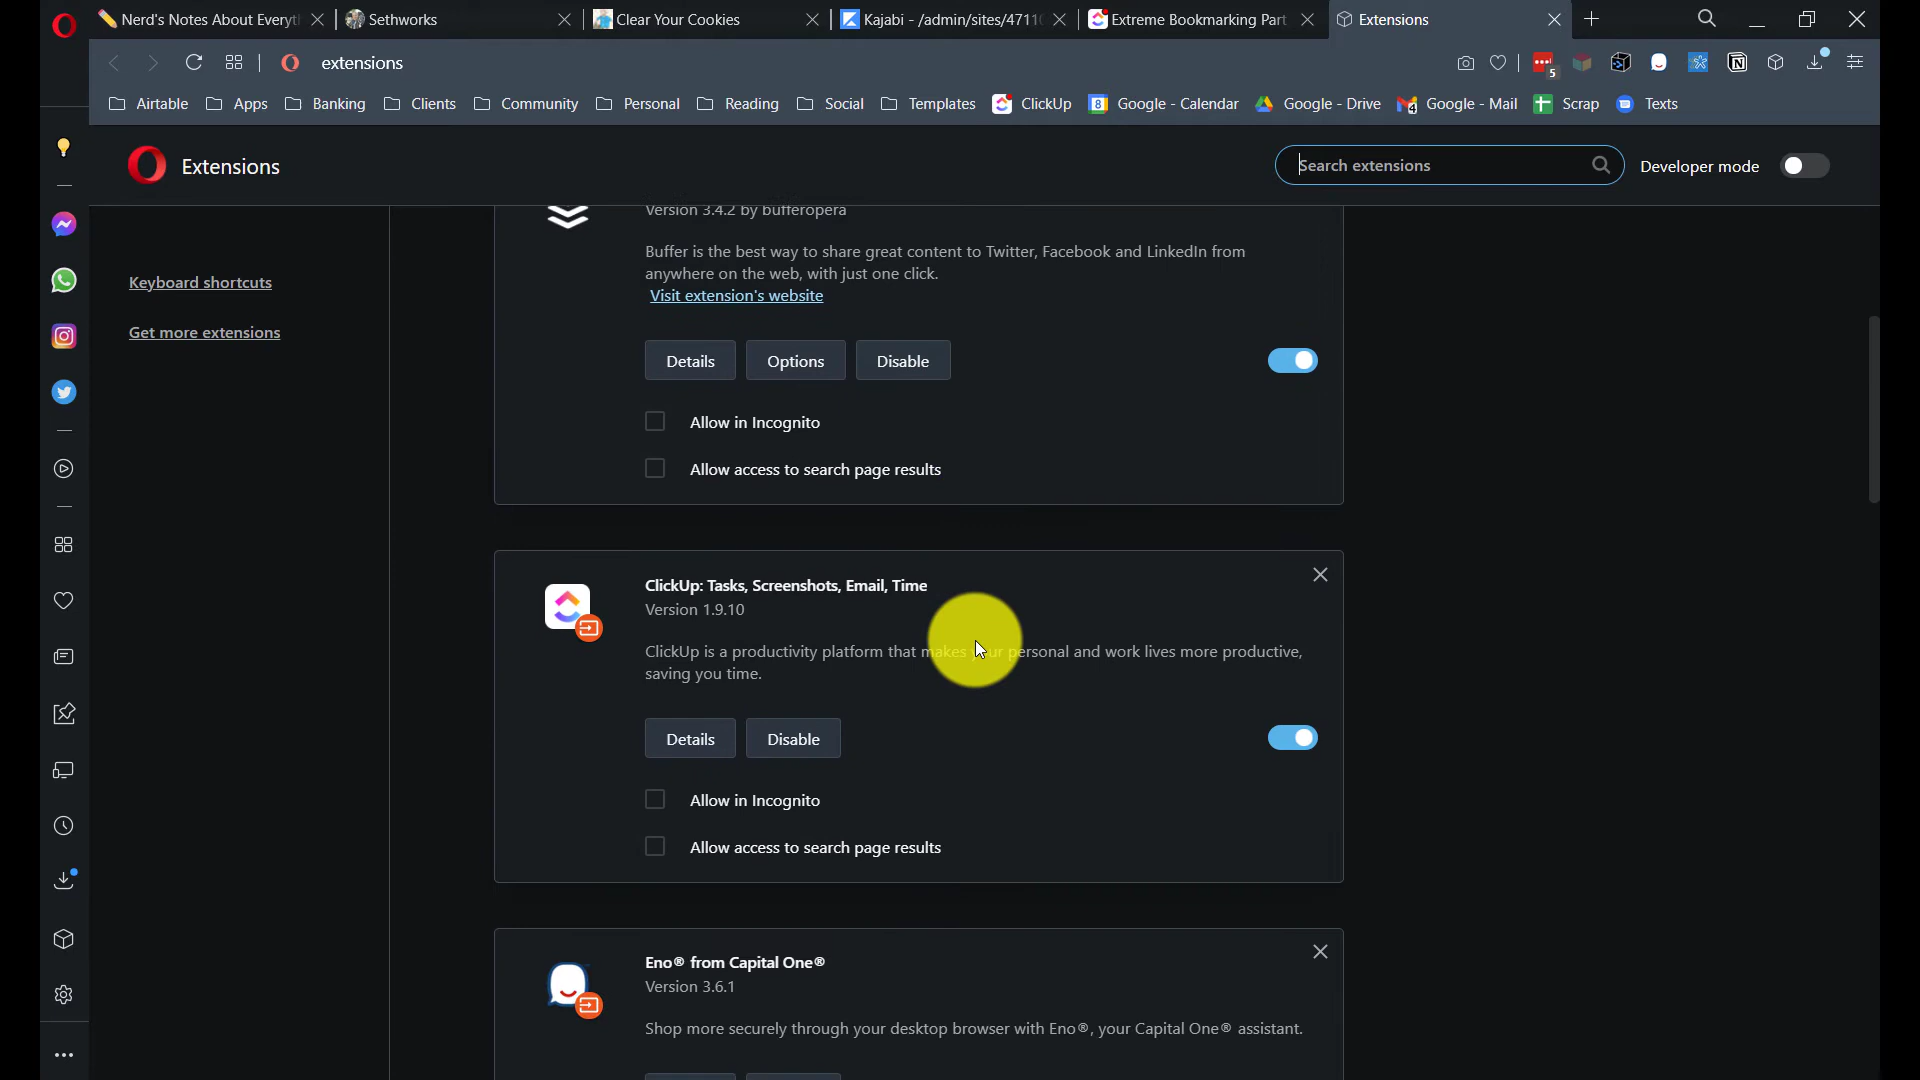 Nerd's Notes About Everyt
Sethworks
Clear Your Cookies
Kajabi - /admin/sites/4711
Extreme Bookmarking Part
Extensions
extensions
5
Airtable
Apps
Banking
Clients
Community
Personal
Reading
Social
Templates
ClickUp
8
Google - Calendar
Google - Drive
4
Google - Mail
Scrap
Texts
Extensions
Search extensions
Developer mode
Keyboard shortcuts
Get more extensions
Version 3.4.2 by bufferopera
Buffer is the best way to share great content to Twitter, Facebook and LinkedIn from
anywhere on the web, with just one click.
Visit extension's website
Details
Options
Disable
Allow in Incognito
Allow access to search page results
ClickUp: Tasks, Screenshots, Email, Time
Version 1.9.10
ClickUp is a productivity platform that makes your personal and work lives more productive,
saving you time.
Details
Disable
Allow in Incognito
Allow access to search page results
Eno® from Capital One®
Version 3.6.1
Shop more securely through your desktop browser with Eno®, your Capital One® assistant.